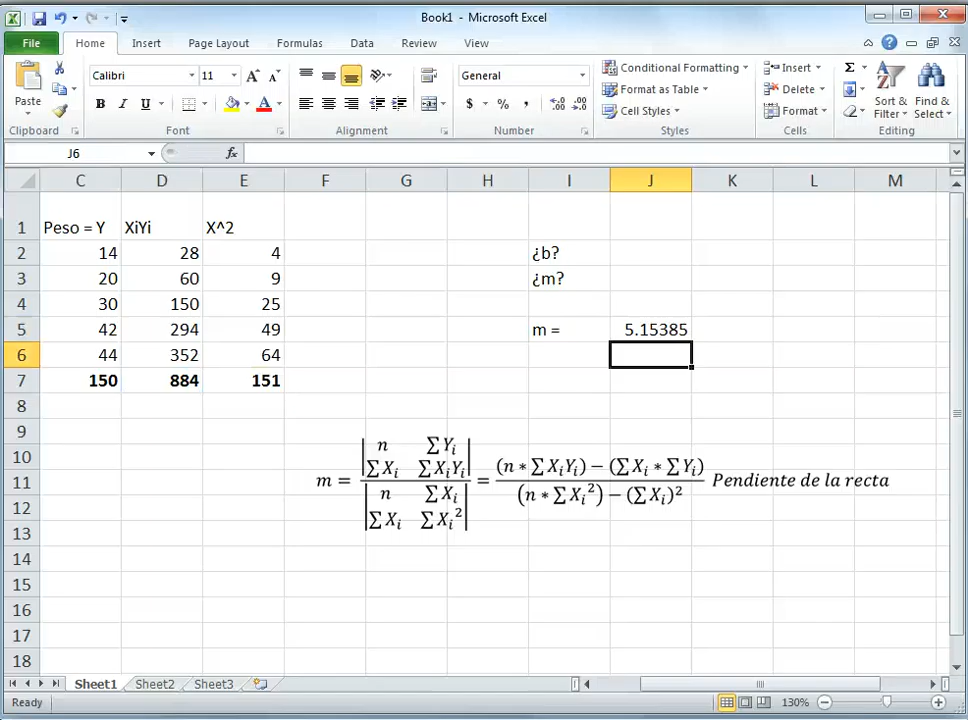 Book1 - Microsoft Excel
File Home Insert Page Layout Formulas Data Review View
Paste
Calibri 11 A A
B I U A
General
$ % ,
Conditional Formatting
Format as Table
Cell Styles
Insert
Delete
Format
Σ
Sort & Filter
Find & Select
Clipboard Font Alignment Number Styles Cells Editing
J6 fx
C D E F G H I J K L M
1 Peso = Y XiYi X^2
2 14 28 4 ¿b?
3 20 60 9 ¿m?
4 30 150 25
5 42 294 49 m = 5.15385
6 44 352 64
7 150 884 151
8
9
10
11
12
13
14
15
16
17
18
m = |n ∑Yᵢ; ∑Xᵢ ∑XᵢYᵢ| / |n ∑Xᵢ; ∑Xᵢ ∑Xᵢ²| = (n * ∑XᵢYᵢ) − (∑Xᵢ * ∑Yᵢ) / (n * ∑Xᵢ²) − (∑Xᵢ)² Pendiente de la recta
Sheet1 Sheet2 Sheet3
Ready 130%